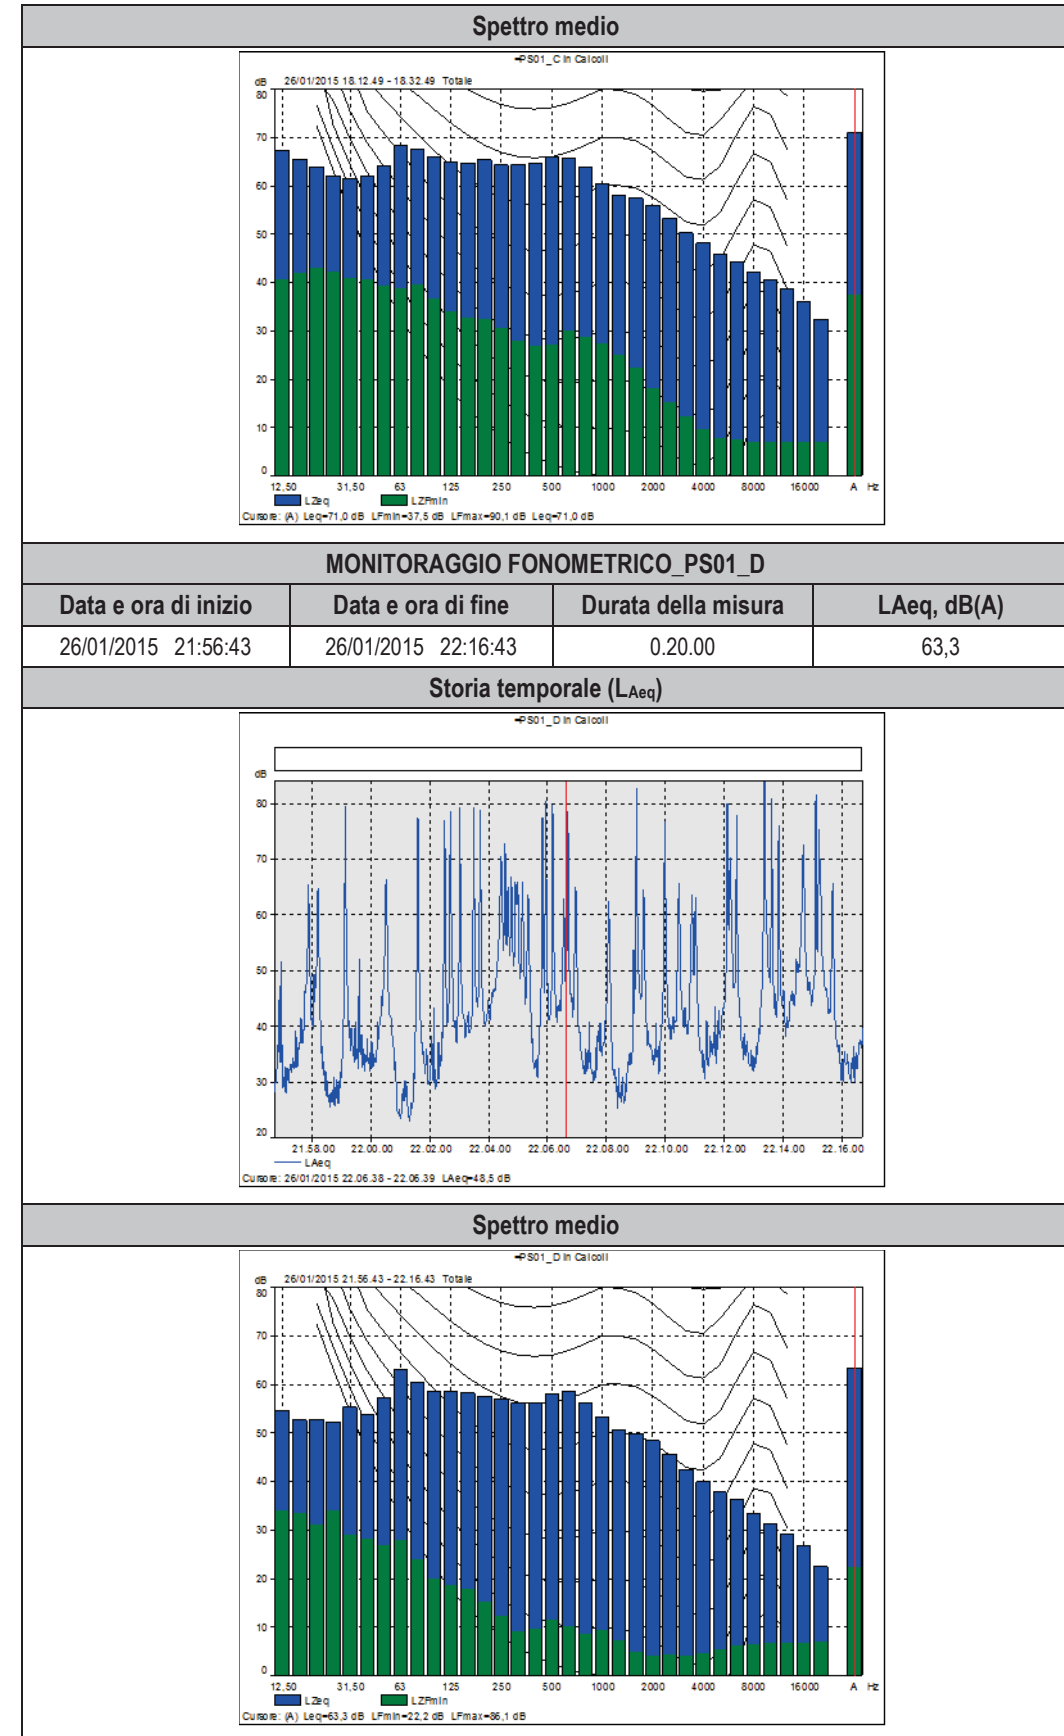 Spettro medio
PS01_C in Calcoli
dB 26/01/2015 18.12.49 - 18.32.49 Totale
80
70
60
50
40
30
20
10
0
12,50 31,50 63 125 250 500 1000 2000 4000 8000 16000 A Hz
LZeq LZFmin
Cursore: (A) Leq=71,0 dB LFmin=37,5 dB LFmax=90,1 dB Leq=71,0 dB
MONITORAGGIO FONOMETRICO_PS01_D
Data e ora di inizio Data e ora di fine Durata della misura LAeq, dB(A)
26/01/2015 21:56:43 26/01/2015 22:16:43 0.20.00 63,3
Storia temporale (LAeq)
PS01_D in Calcoli
dB
80
70
60
50
40
30
20
21.58.00 22.00.00 22.02.00 22.04.00 22.06.00 22.08.00 22.10.00 22.12.00 22.14.00 22.16.00
LAeq
Cursore: 26/01/2015 22.06.38 - 22.06.39 LAeq=48,5 dB
Spettro medio
PS01_D in Calcoli
dB 26/01/2015 21.56.43 - 22.16.43 Totale
80
70
60
50
40
30
20
10
0
12,50 31,50 63 125 250 500 1000 2000 4000 8000 16000 A Hz
LZeq LZFmin
Cursore: (A) Leq=63,3 dB LFmin=22,2 dB LFmax=86,1 dB